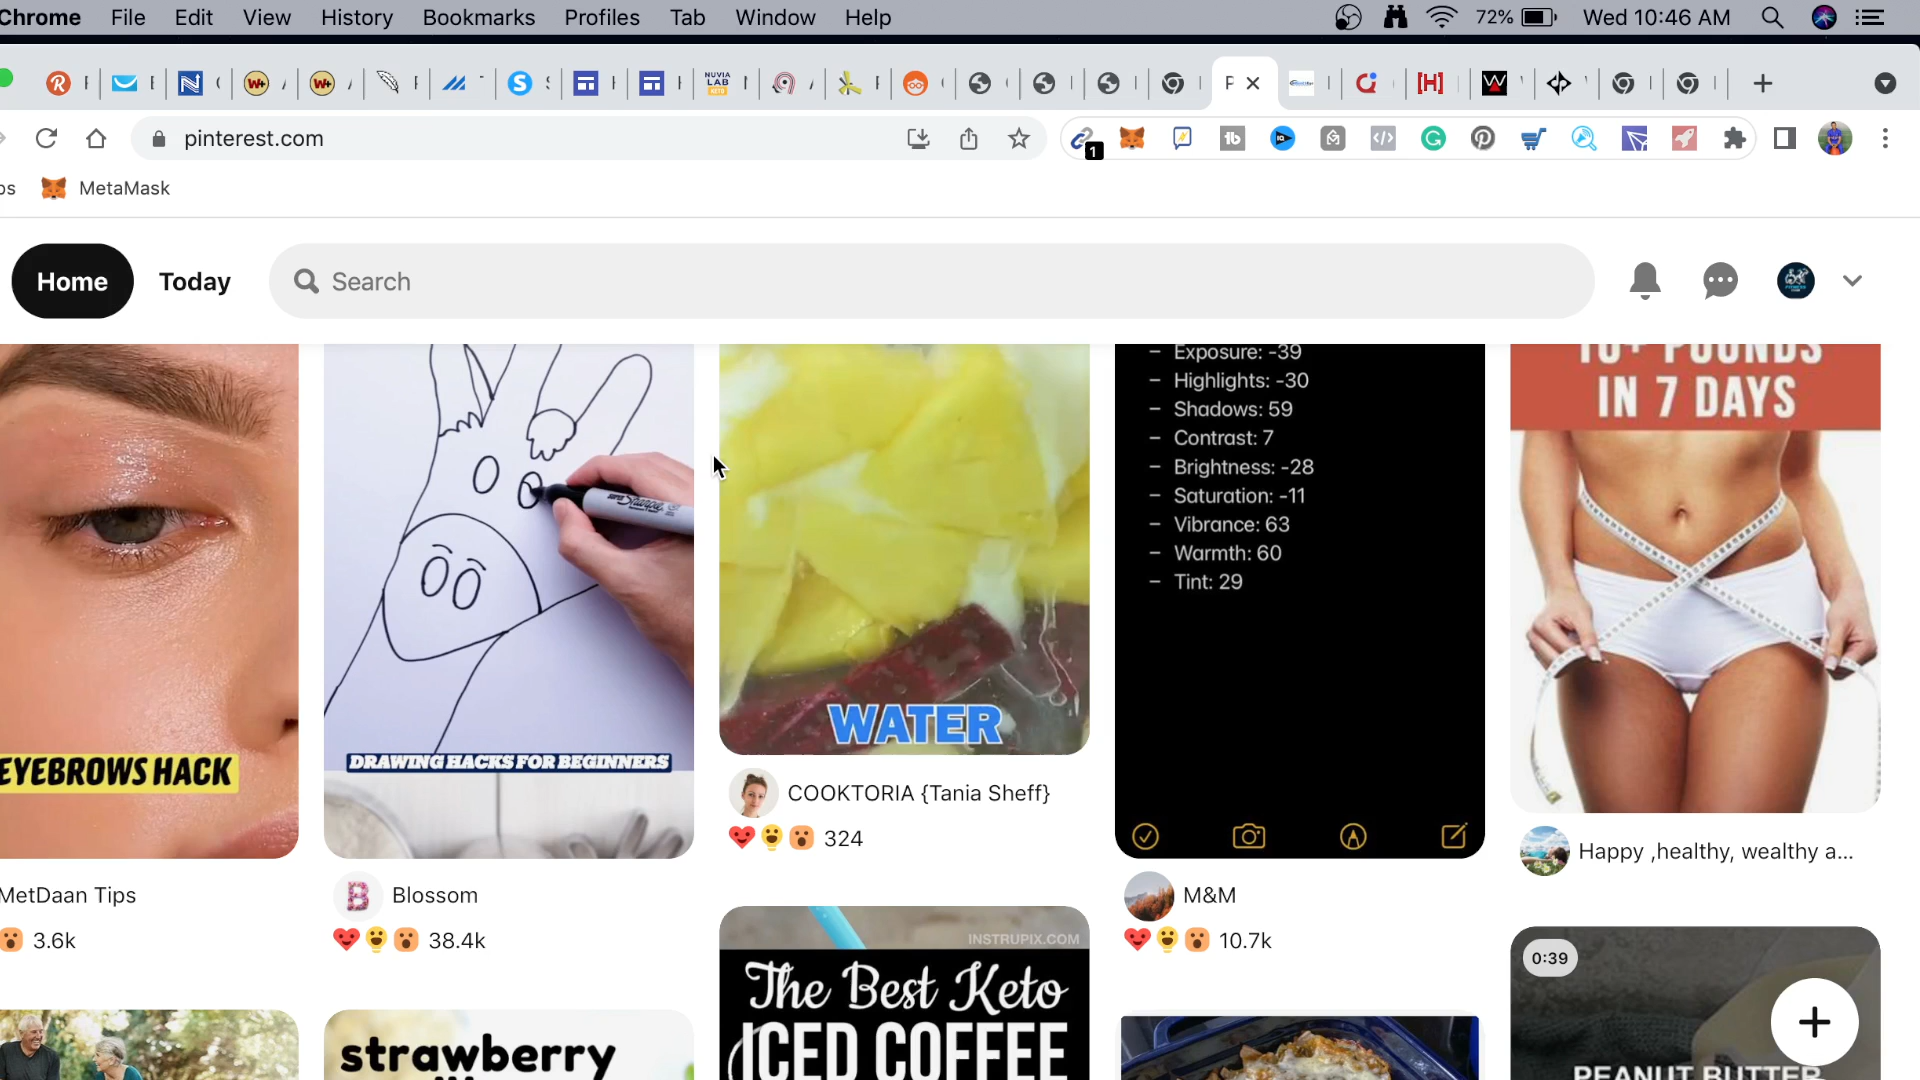 Chrome File Edit View History Bookmarks Profiles Tab Window Help 72% Wed 10:46 AM
pinterest.com
1
MetaMask
Home Today Search
EYEBROWS HACK
MetDaan Tips
3.6k
DRAWING HACKS FOR BEGINNERS
Blossom
38.4k
strawberry
WATER
COOKTORIA {Tania Sheff}
324
INSTRUPIX.COM
The Best Keto
ICED COFFEE
– Exposure: -39
– Highlights: -30
– Shadows: 59
– Contrast: 7
– Brightness: -28
– Saturation: -11
– Vibrance: 63
– Warmth: 60
– Tint: 29
M&M
10.7k
10+ POUNDS
IN 7 DAYS
Happy ,healthy, wealthy a...
0:39
PEANUT BUTTER